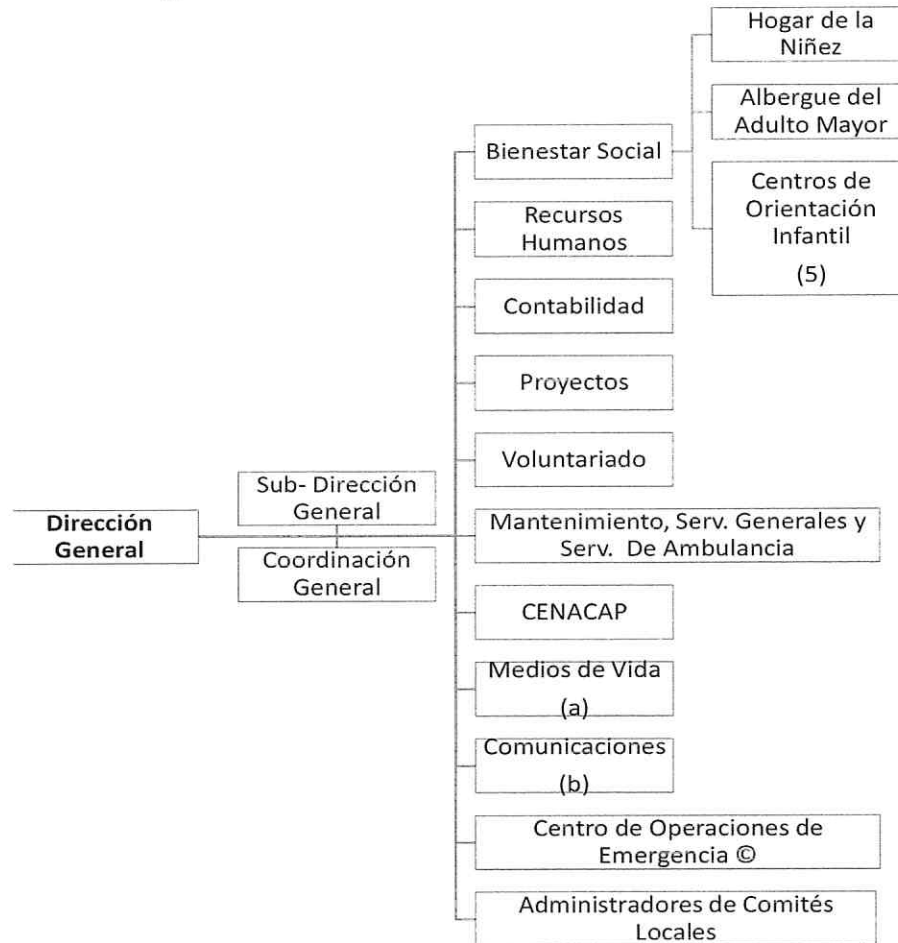 Hogar de la
Niñez
Albergue del
Adulto Mayor
Bienestar Social
Centros de
Orientación
Infantil
(5)
Recursos
Humanos
Contabilidad
Proyectos
Voluntariado
Sub- Dirección
General
Dirección
General
Coordinación
General
Mantenimiento, Serv. Generales y
Serv. De Ambulancia
CENACAP
Medios de Vida
(a)
Comunicaciones
(b)
Centro de Operaciones de
Emergencia ©
Administradores de Comités
Locales